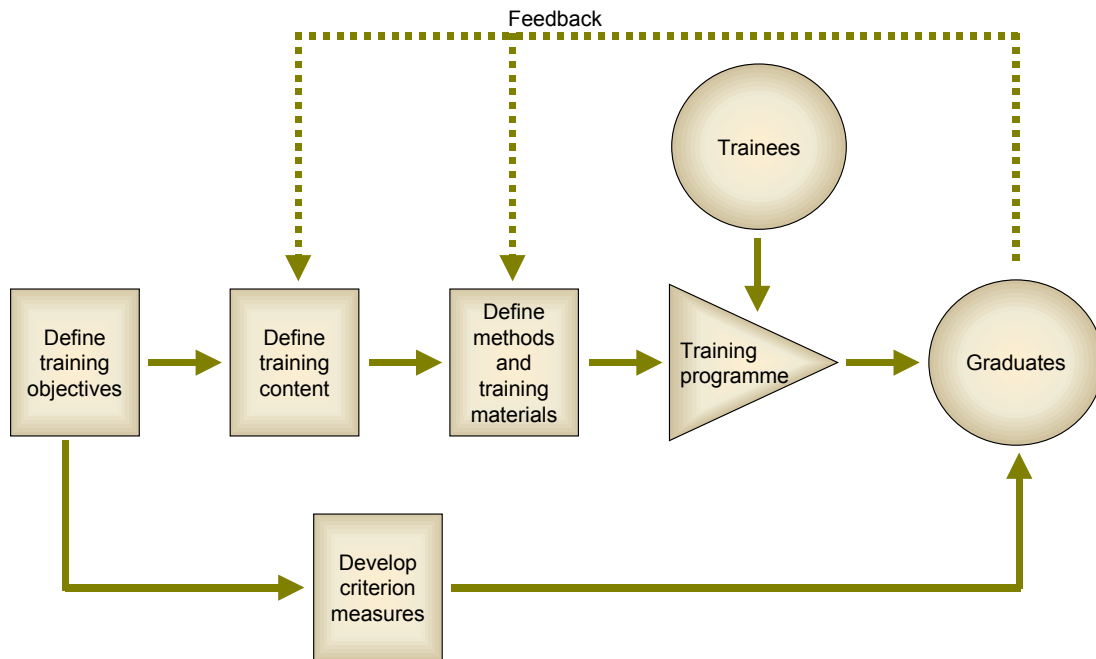 Feedback
Trainees
Define
training
objectives
Define
training
content
Define
methods
and
training
materials
Training
programme
Graduates
Develop
criterion
measures